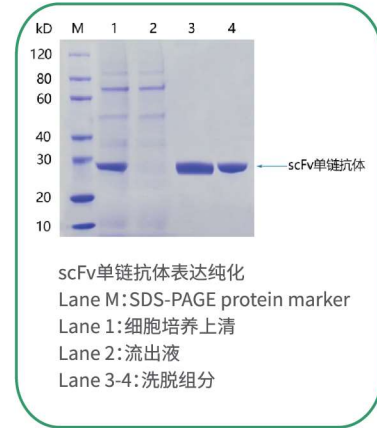 kD M 1 2 3 4
120
80
60
40
30
scFv单链抗体
20
10
scFv单链抗体表达纯化
Lane M:SDS-PAGE protein marker
Lane 1:细胞培养上清
Lane 2:流出液
Lane 3-4:洗脱组分